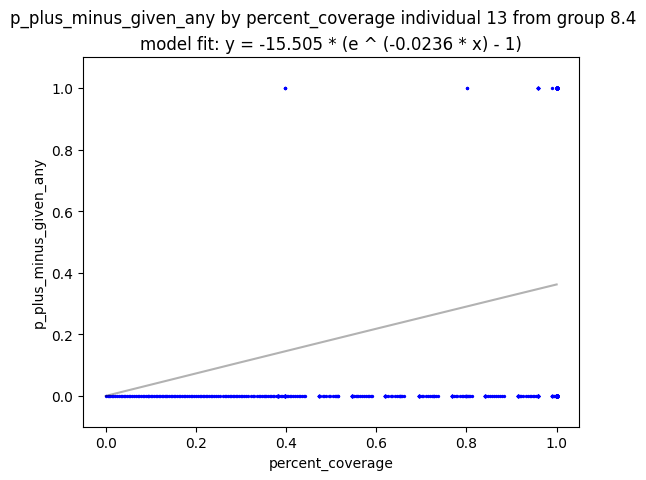 p_plus_minus_given_any by percent_coverage individual 13 from group 8.4
model fit: y = -15.505 * (e ^ (-0.0236 * x) - 1)
1.0
0.8
0.6
0.4
0.2
0.0
p_plus_minus_given_any
0.0 0.2 0.4 0.6 0.8 1.0
percent_coverage